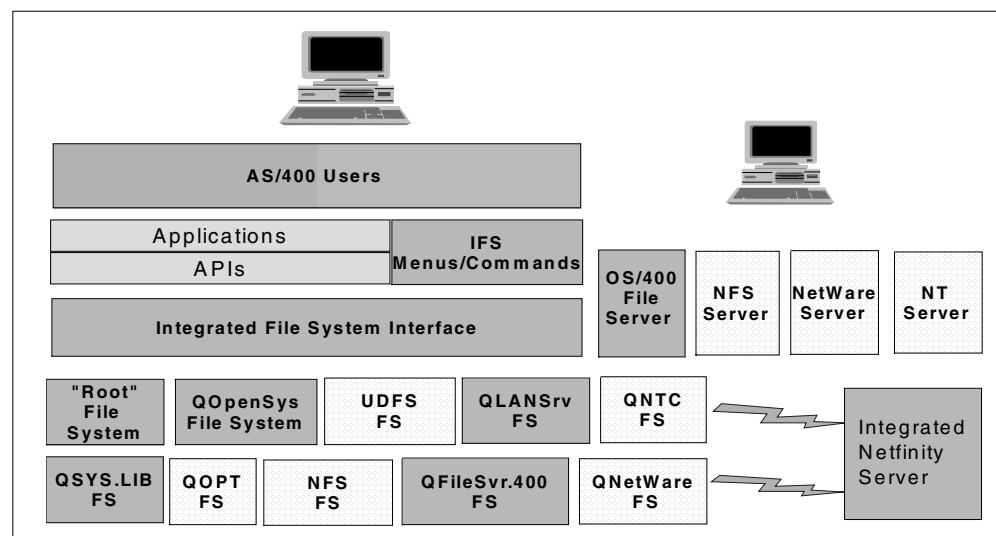 AS/400 Users
Applications
APIs
IFS
Menus/Commands
Integrated File System Interface
OS/400
File
Server
NFS
Server
NetWare
Server
NT
Server
"Root"
File
System
QOpenSys
File System
UDFS
FS
QLANSrv
FS
QNTC
FS
QSYS.LIB
FS
QOPT
FS
NFS
FS
QFileSvr.400
FS
QNetWare
FS
Integrated
Netfinity
Server